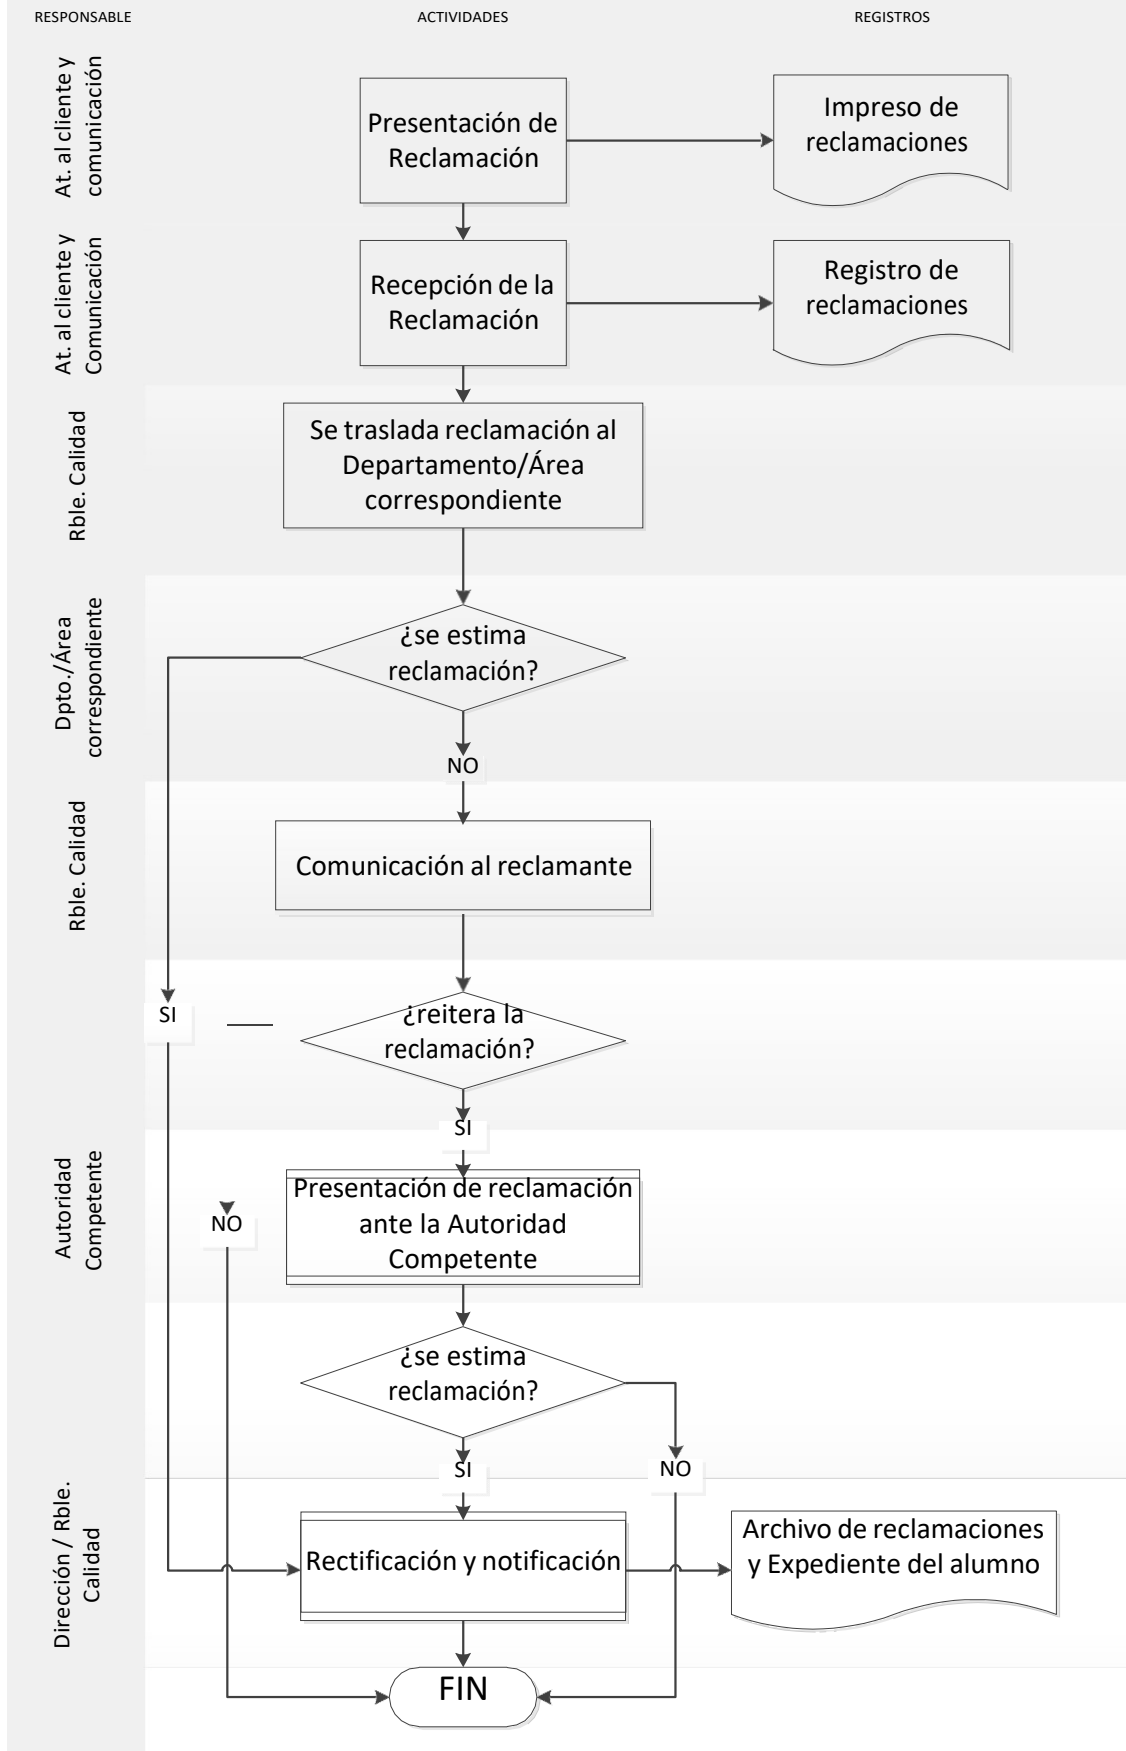 RESPONSABLE
ACTIVIDADES
REGISTROS
At. al cliente y
comunicación
Presentación de
Reclamación
Impreso de
reclamaciones
At. al cliente y
Comunicación
Recepción de la
Reclamación
Registro de
reclamaciones
Rble. Calidad
Se traslada reclamación al
Departamento/Área
correspondiente
Dpto./Área
correspondiente
¿se estima
reclamación?
NO
Rble. Calidad
Comunicación al reclamante
SI
¿reitera la
reclamación?
SI
Autoridad
Competente
NO
Presentación de reclamación
ante la Autoridad
Competente
¿se estima
reclamación?
SI
NO
Dirección / Rble.
Calidad
Rectificación y notificación
Archivo de reclamaciones
y Expediente del alumno
FIN